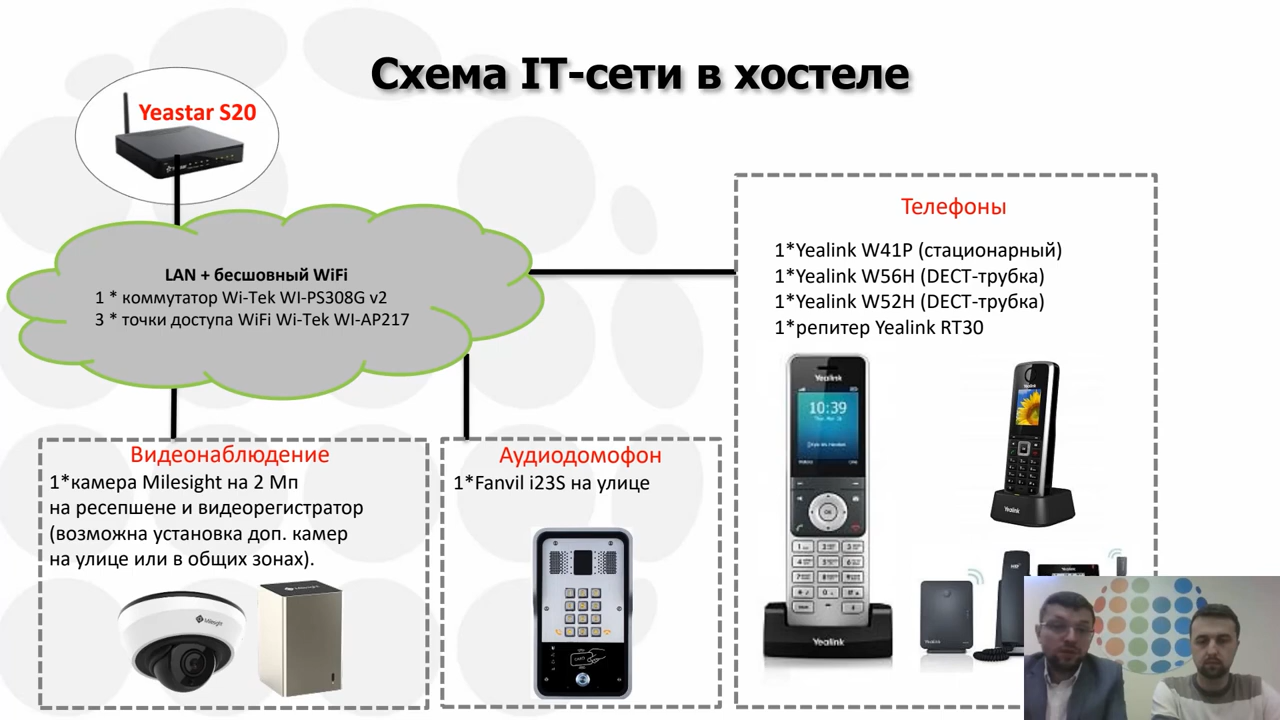 Схема IT-сети в хостеле
Yeastar S20
LAN + бесшовный WiFi
1 * коммутатор Wi-Tek WI-PS308G v2
3 * точки доступа WiFi Wi-Tek WI-AP217
Телефоны
1*Yealink W41P (стационарный)
1*Yealink W56H (DECT-трубка)
1*Yealink W52H (DECT-трубка)
1*репитер Yealink RT30
Yealink
10:39
Yealink
Yealink
Yealink
Видеонаблюдение
1*камера Milesight на 2 Мп
на ресепшене и видеорегистратор
(возможна установка доп. камер
на улице или в общих зонах).
Milesight
Milesight
Аудиодомофон
1*Fanvil i23S на улице